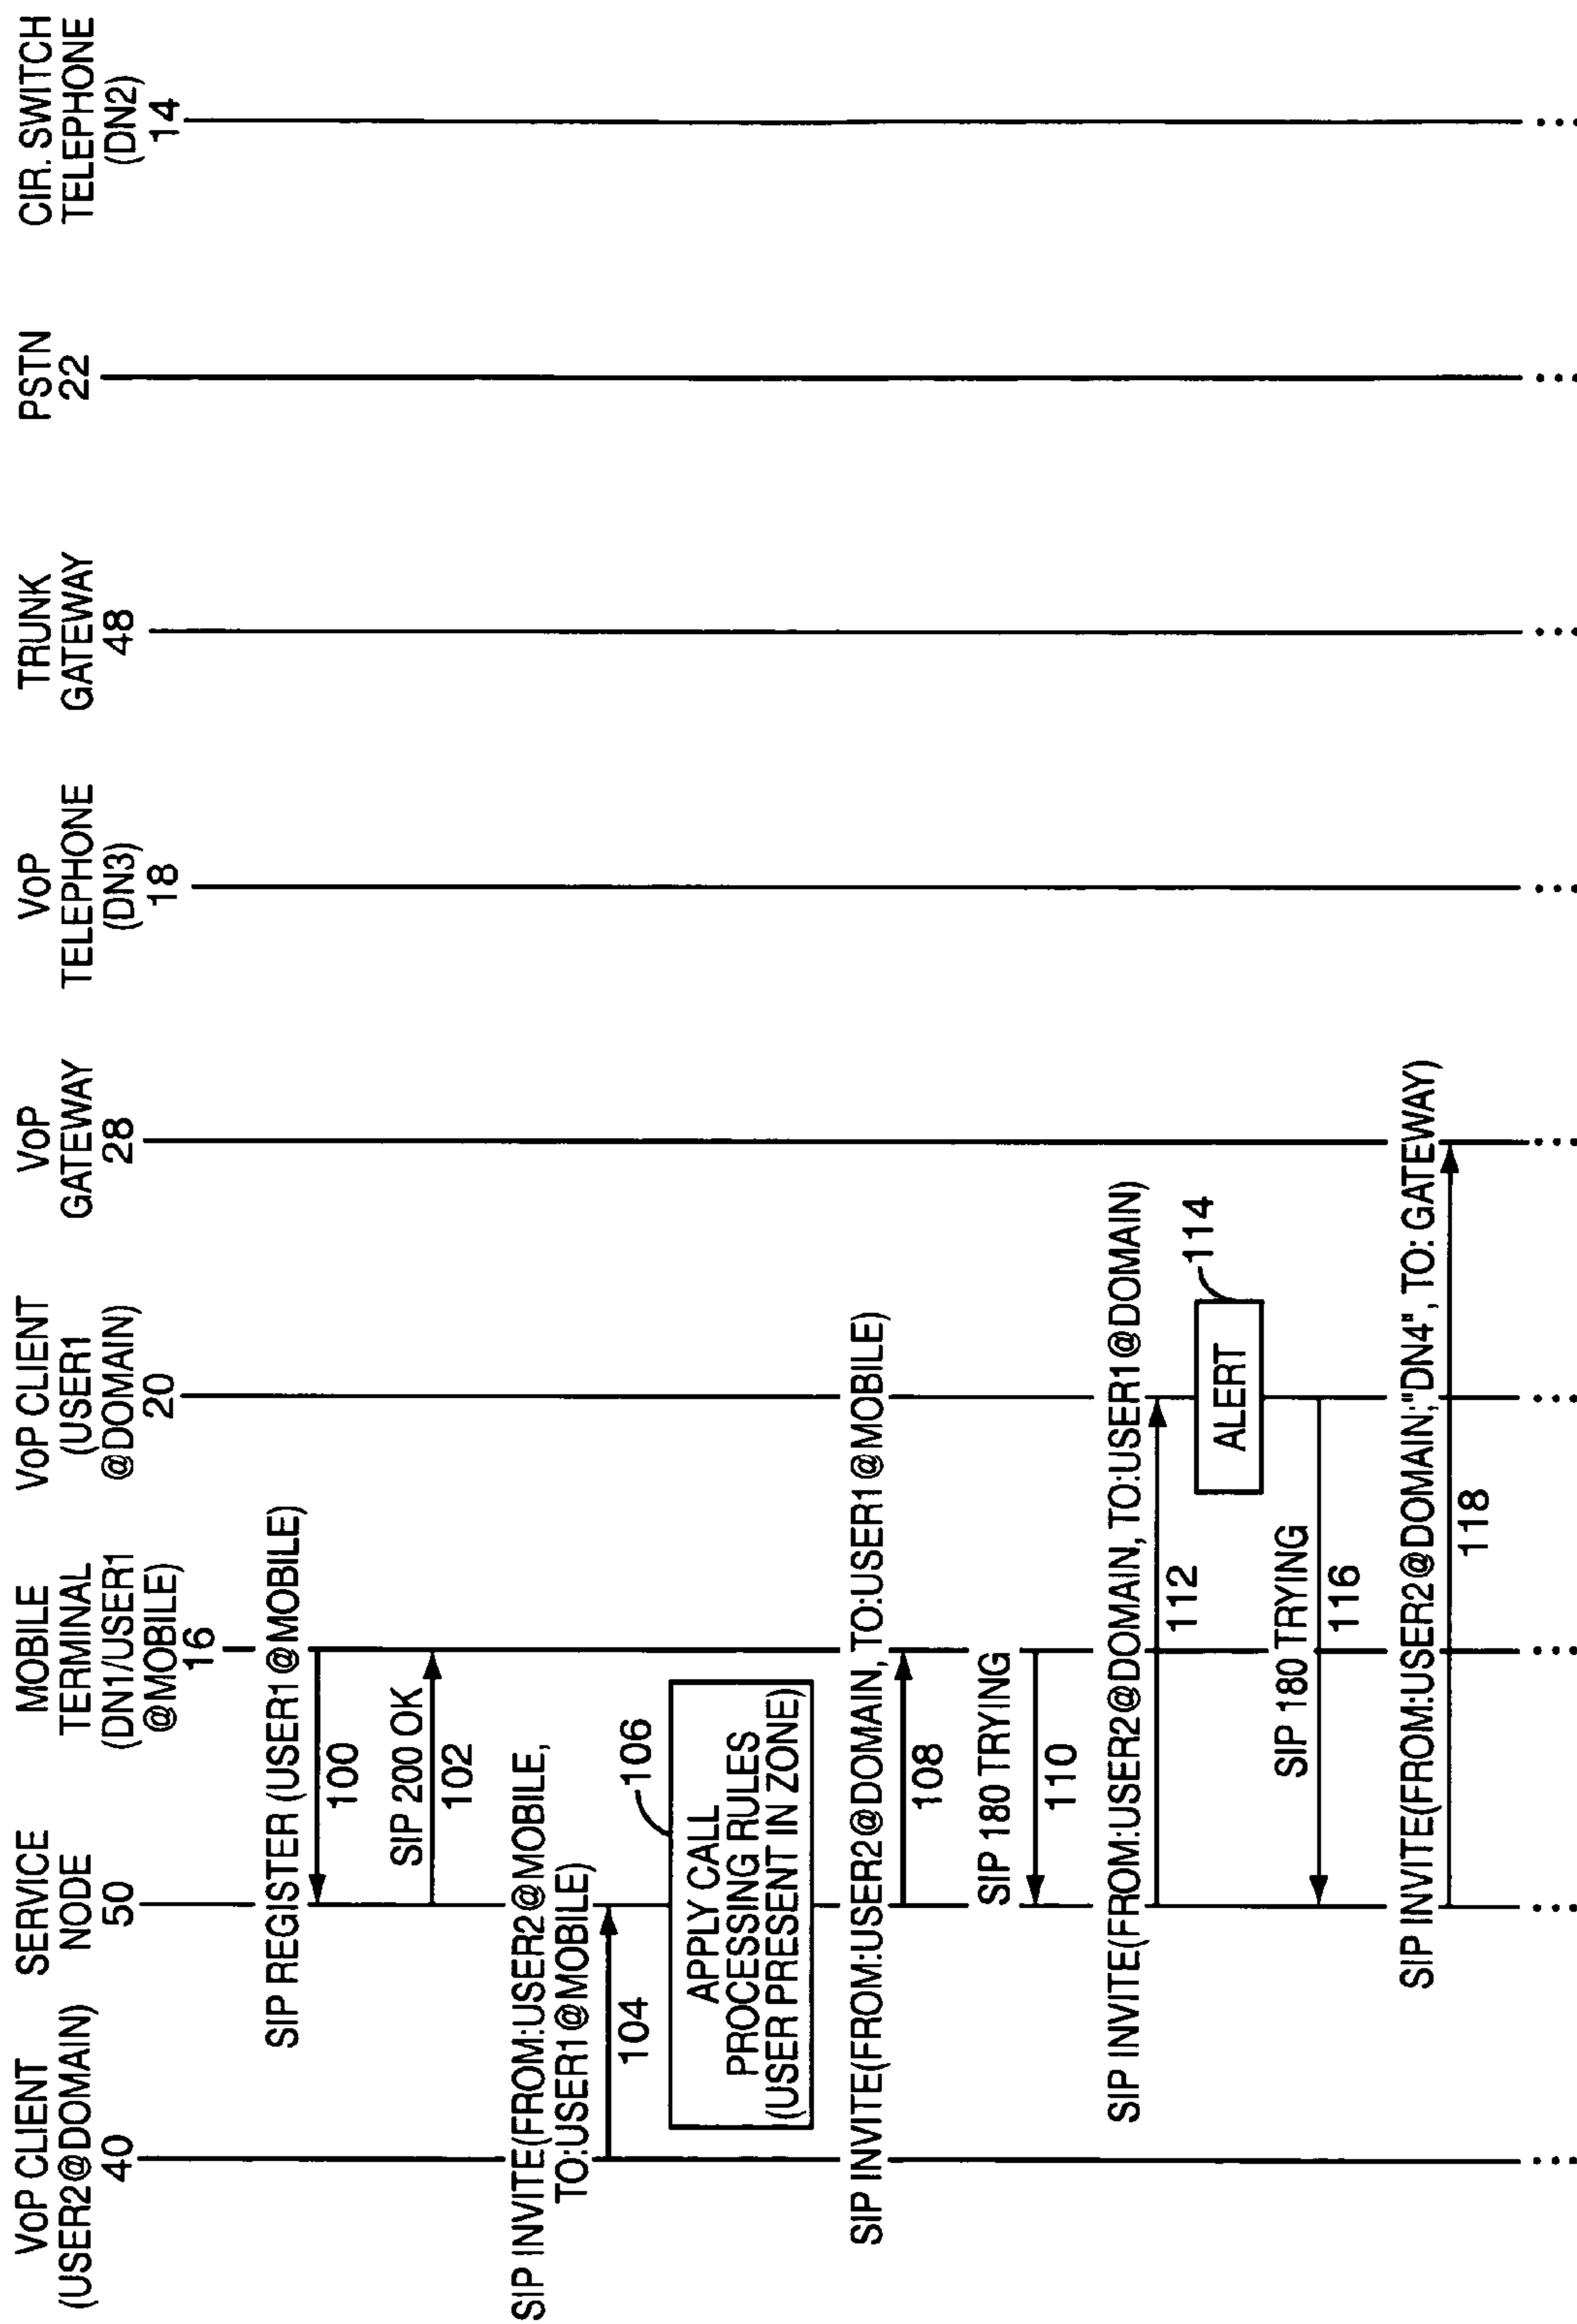 VoP CLIENT
(USER2@DOMAIN)
40
SERVICE
NODE
50
MOBILE
TERMINAL
(DN1/USER1
@MOBILE)
16
VoP CLIENT
(USER1
@DOMAIN)
20
VoP
GATEWAY
28
VoP
TELEPHONE
(DN3)
18
TRUNK
GATEWAY
48
PSTN
22
CIR. SWITCH
TELEPHONE
(DN2)
14
SIP REGISTER (USER1@MOBILE)
100
SIP 200 OK
102
SIP INVITE(FROM:USER2@MOBILE,
TO:USER1@MOBILE)
104
106
APPLY CALL
PROCESSING RULES
(USER PRESENT IN ZONE)
SIP INVITE(FROM:USER2@DOMAIN, TO:USER1@MOBILE)
108
SIP 180 TRYING
110
SIP INVITE(FROM:USER2@DOMAIN, TO:USER1@DOMAIN)
112
ALERT
114
SIP 180 TRYING
116
SIP INVITE(FROM:USER2@DOMAIN;"DN4", TO: GATEWAY)
118